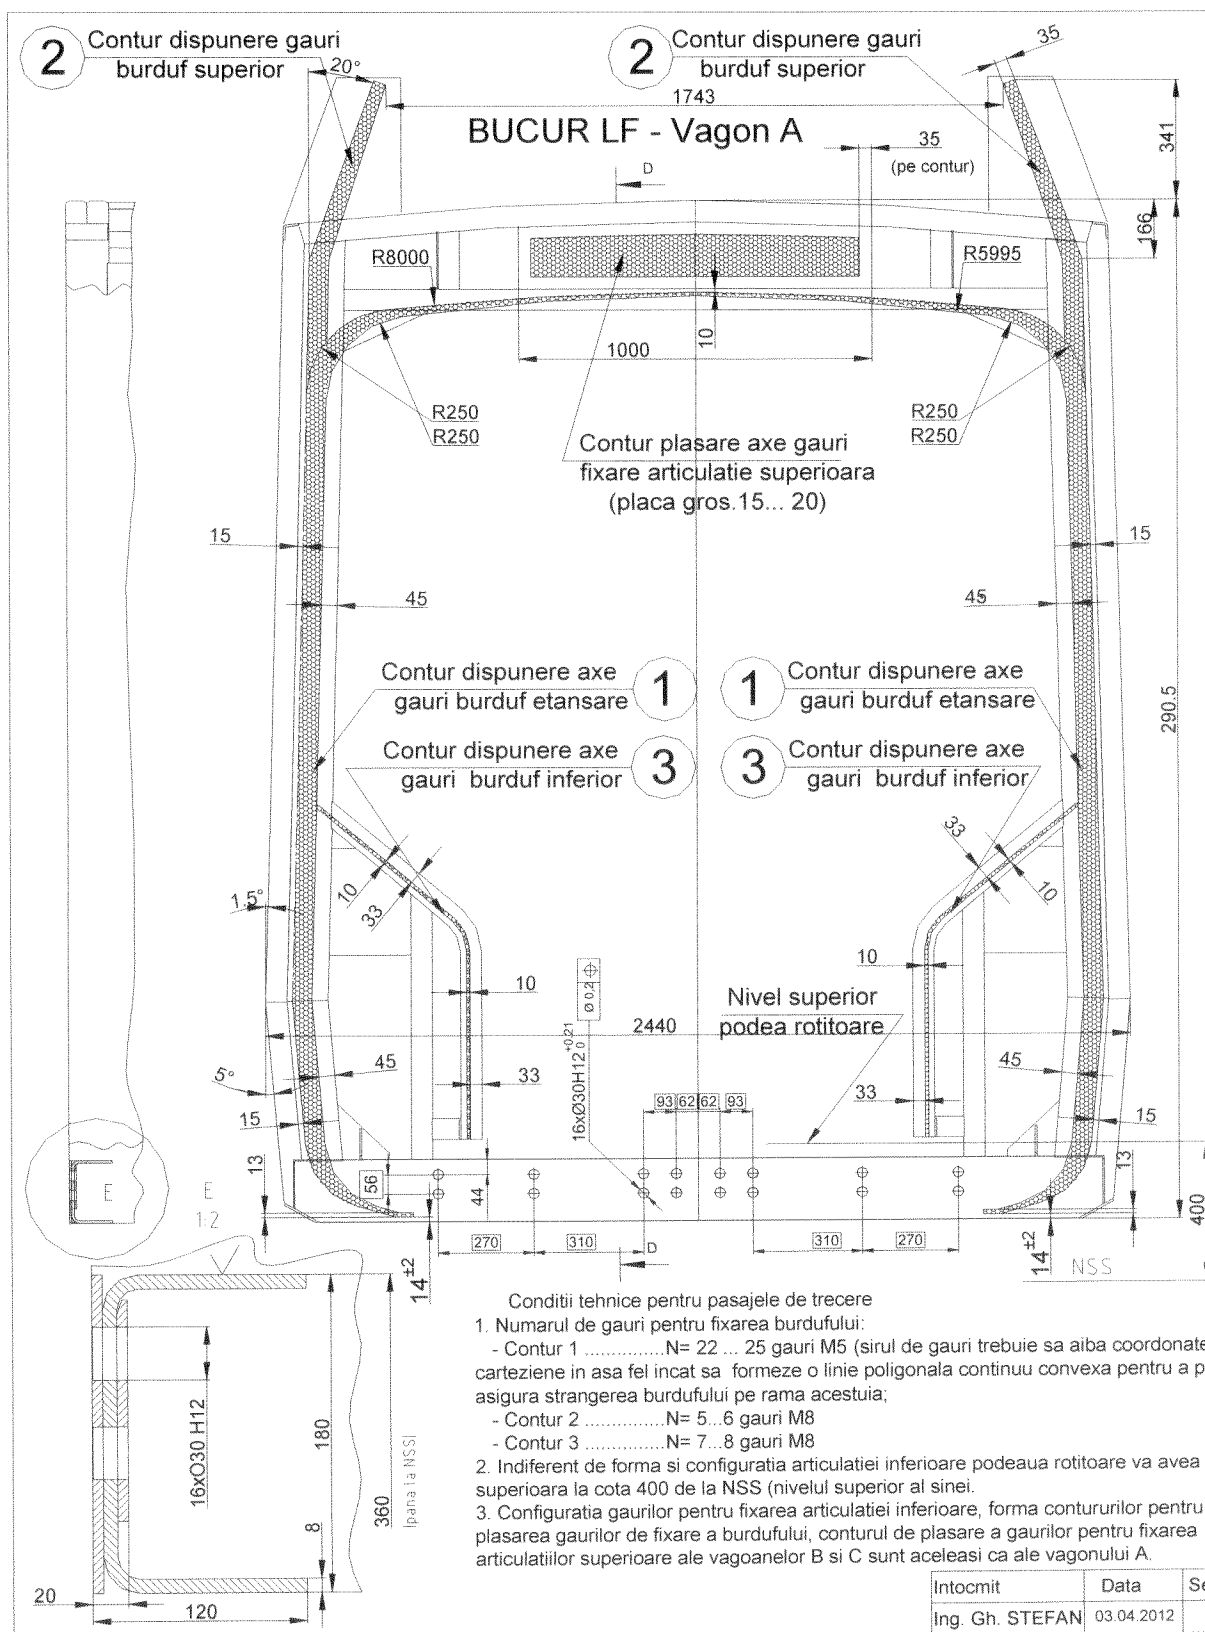 2
Contur dispunere gauri
burduf superior
2
Contur dispunere gauri
burduf superior
35
20°
1743
BUCUR LF - Vagon A
35
(pe contur)
341
D
166
R8000
R5995
10
1000
R250
R250
R250
R250
Contur plasare axe gauri
fixare articulatie superioara
(placa gros.15... 20)
15
15
45
45
Contur dispunere axe
gauri burduf etansare
1
1
Contur dispunere axe
gauri burduf etansare
290.5
Contur dispunere axe
gauri burduf inferior
3
3
Contur dispunere axe
gauri burduf inferior
33
10
33
10
33
1.5°
10
10
Ø 0,2
Nivel superior
podea rotitoare
2440
16xØ30H12 +0,21 0
5°
45
33
45
33
93 62 62 93
15
15
13
13
E
E
1:2
56
44
400
270
310
D
310
270
14±2
14±2
NSS
16xO30 H12
180
360
(pana la NSS)
8
20
120
Conditii tehnice pentru pasajele de trecere
1. Numarul de gauri pentru fixarea burdufului:
- Contur 1 ...............N= 22 ... 25 gauri M5 (sirul de gauri trebuie sa aiba coordonate
carteziene in asa fel incat sa formeze o linie poligonala continuu convexa pentru a p
asigura strangerea burdufului pe rama acestuia;
- Contur 2 ...............N= 5...6 gauri M8
- Contur 3 ...............N= 7...8 gauri M8
2. Indiferent de forma si configuratia articulatiei inferioare podeaua rotitoare va avea
superioara la cota 400 de la NSS (nivelul superior al sinei.
3. Configuratia gaurilor pentru fixarea articulatiei inferioare, forma contururilor pentru
plasarea gaurilor de fixare a burdufului, conturul de plasare a gaurilor pentru fixarea
articulatiilor superioare ale vagoanelor B si C sunt aceleasi ca ale vagonului A.
Intocmit Data Se
Ing. Gh. STEFAN 03.04.2012